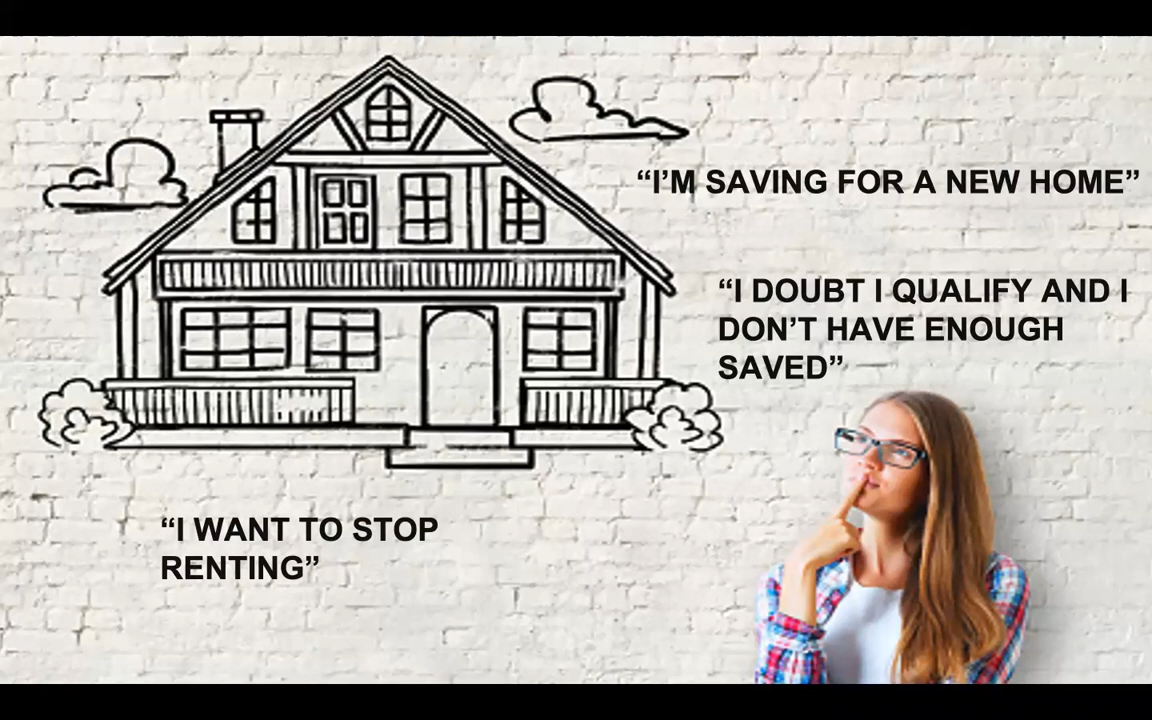 “I’M SAVING FOR A NEW HOME”
“I DOUBT I QUALIFY AND I
DON’T HAVE ENOUGH
SAVED”
“I WANT TO STOP
RENTING”